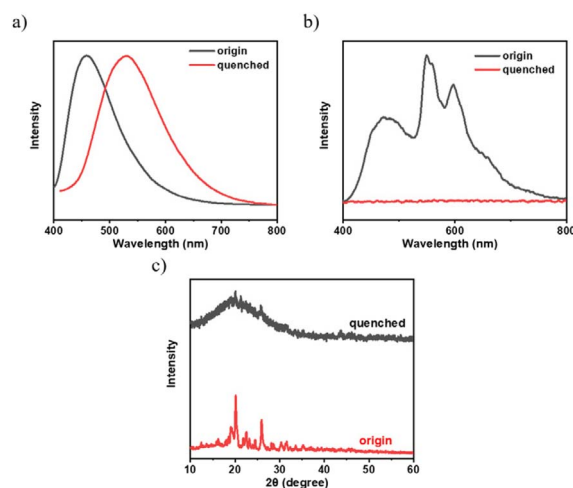 a)
origin
quenched
Intensity
400 500 600 700 800
Wavelength (nm)
b)
origin
quenched
Intensity
400 600 800
Wavelength (nm)
c)
quenched
origin
Intensity
10 20 30 40 50 60
2θ (degree)